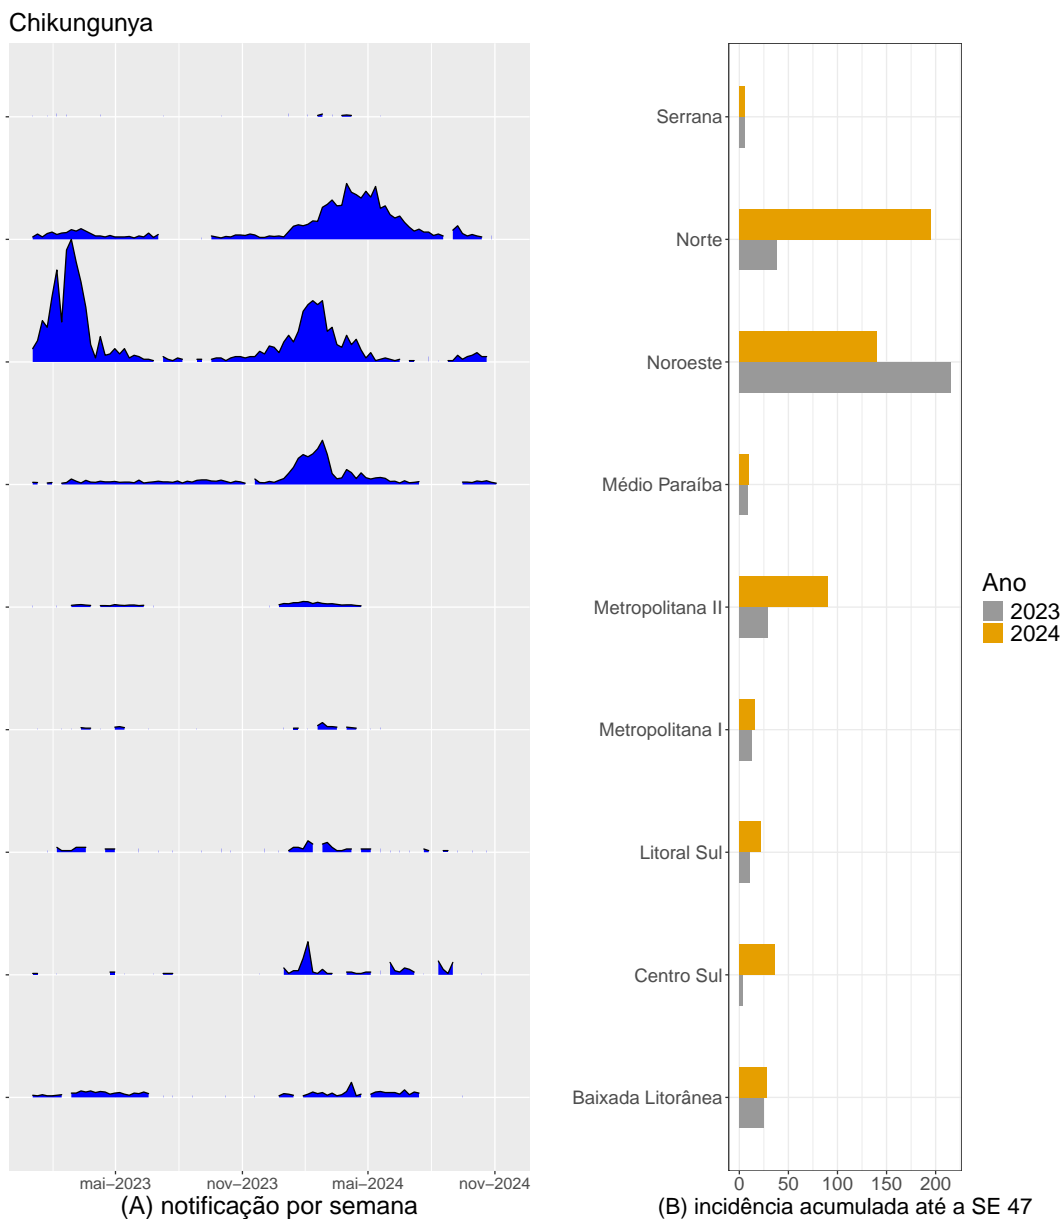 Chikungunya
Serrana
Norte
Noroeste
Médio Paraíba
Metropolitana II
Metropolitana I
Litoral Sul
Centro Sul
Baixada Litorânea
Ano
2023
2024
mai–2023 nov–2023 mai–2024 nov–2024
0 50 100 150 200
(A) notificação por semana
(B) incidência acumulada até a SE 47